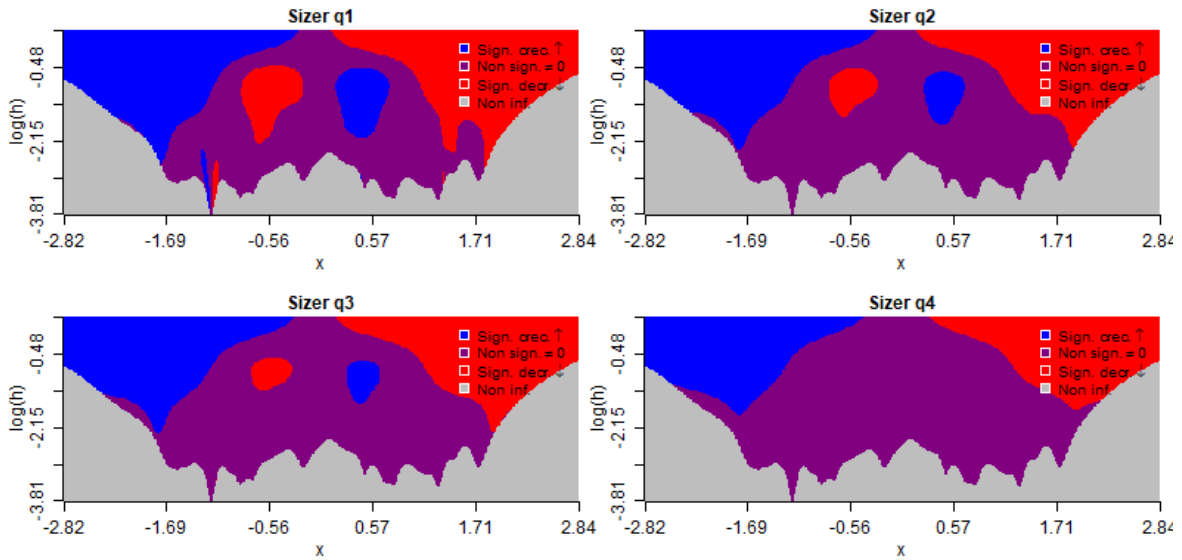 Sizer q1
Sign. crec. ↑
Non sign. ≠ 0
Sign. decr. ↓
Non inf.
log(h)
-0.48
-2.15
-3.81
-2.82 -1.69 -0.56 0.57 1.71 2.84
x
Sizer q2
Sign. crec. ↑
Non sign. ≠ 0
Sign. decr. ↓
Non inf.
log(h)
-0.48
-2.15
-3.81
-2.82 -1.69 -0.56 0.57 1.71 2.84
x
Sizer q3
Sign. crec. ↑
Non sign. ≠ 0
Sign. decr. ↓
Non inf.
log(h)
-0.48
-2.15
-3.81
-2.82 -1.69 -0.56 0.57 1.71 2.84
x
Sizer q4
Sign. crec. ↑
Non sign. ≠ 0
Sign. decr. ↓
Non inf.
log(h)
-0.48
-2.15
-3.81
-2.82 -1.69 -0.56 0.57 1.71 2.84
x